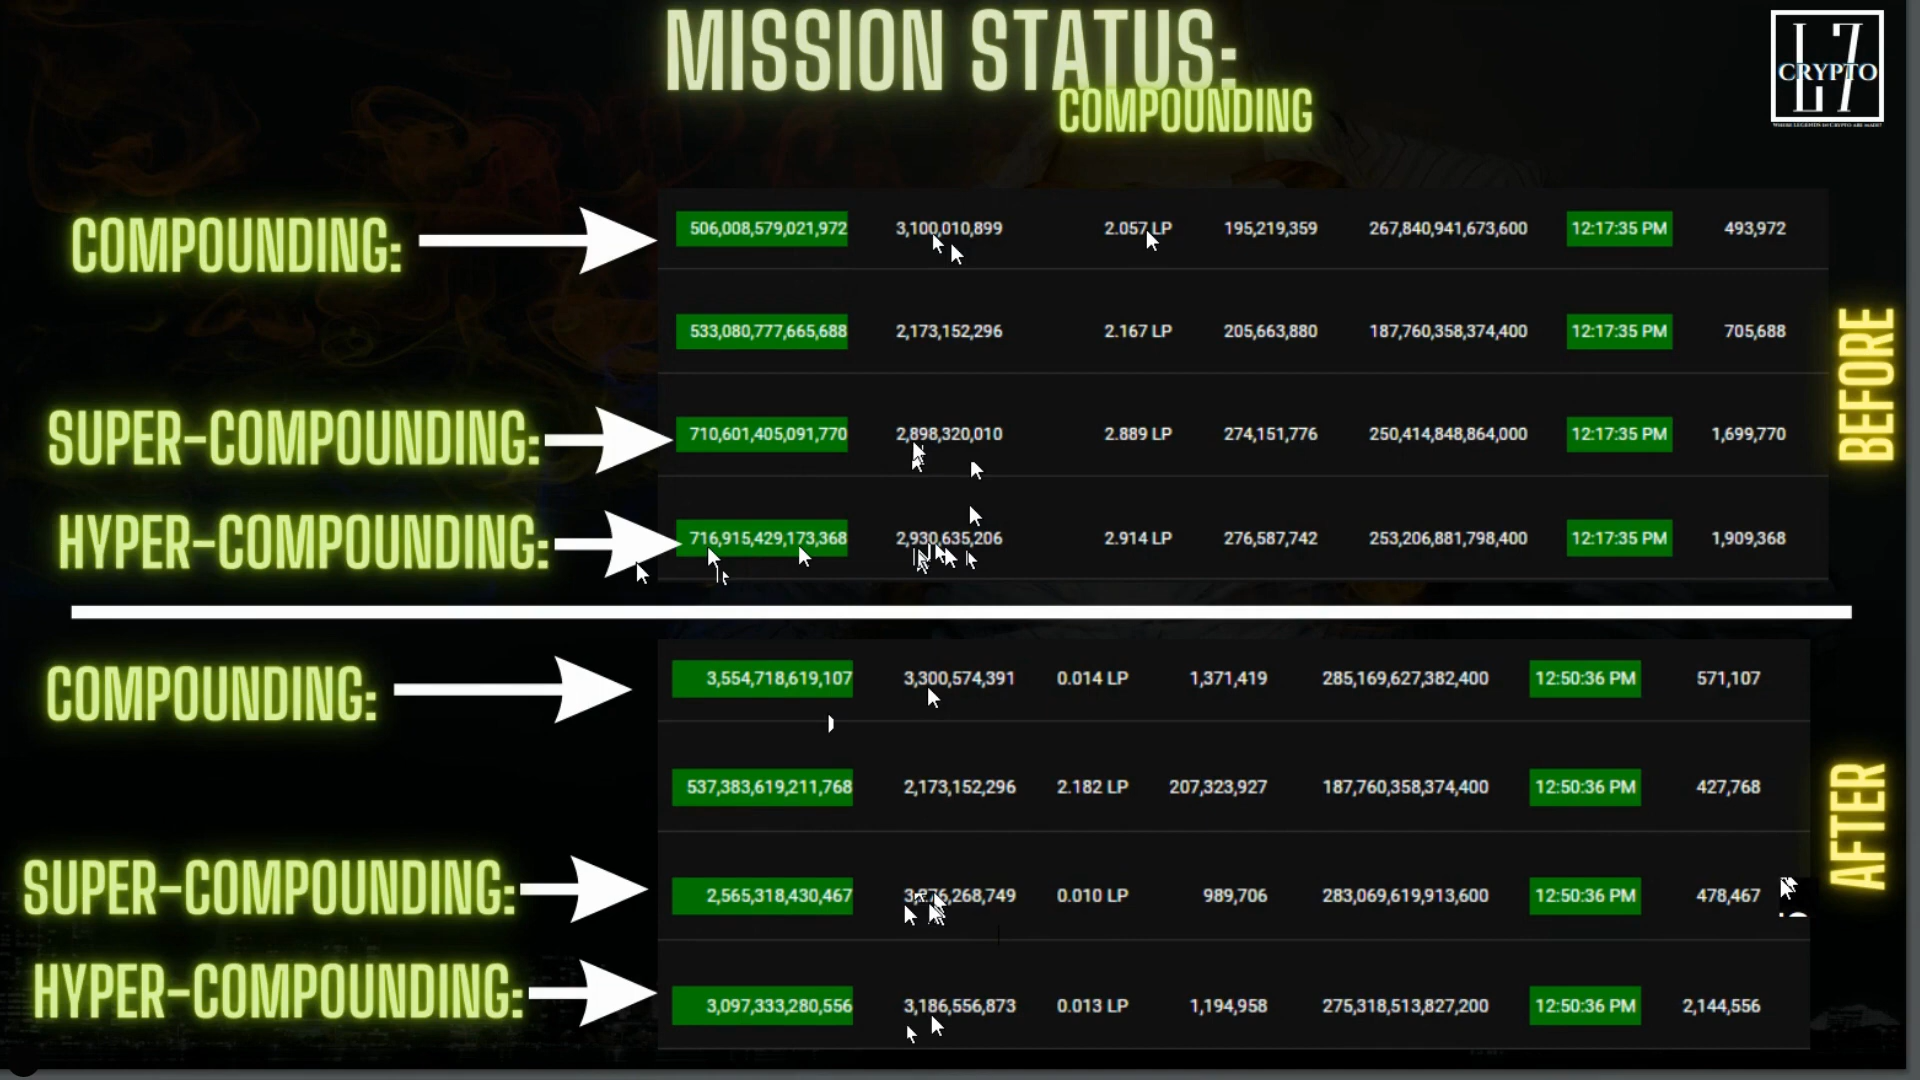 MISSION STATUS:
COMPOUNDING
L7
CRYPTO
COMPOUNDING:
506,008,579,021,972 3,100,010,899 2.057 LP 195,219,359 267,840,941,673,600 12:17:35 PM 493,972
533,080,777,665,688 2,173,152,296 2.167 LP 205,663,880 187,760,358,374,400 12:17:35 PM 705,688
SUPER-COMPOUNDING:
710,601,405,091,770 2,898,320,010 2.889 LP 274,151,776 250,414,848,864,000 12:17:35 PM 1,699,770
HYPER-COMPOUNDING:
716,915,429,173,368 2,930,635,206 2.914 LP 276,587,742 253,206,881,798,400 12:17:35 PM 1,909,368
BEFORE
COMPOUNDING:
3,554,718,619,107 3,300,574,391 0.014 LP 1,371,419 285,169,627,382,400 12:50:36 PM 571,107
537,383,619,211,768 2,173,152,296 2.182 LP 207,323,927 187,760,358,374,400 12:50:36 PM 427,768
SUPER-COMPOUNDING:
2,565,318,430,467 0.010 LP 989,706 283,069,619,913,600 12:50:36 PM 478,467
HYPER-COMPOUNDING:
3,097,333,280,556 3,186,556,873 0.013 LP 1,194,958 275,318,513,827,200 12:50:36 PM 2,144,556
AFTER